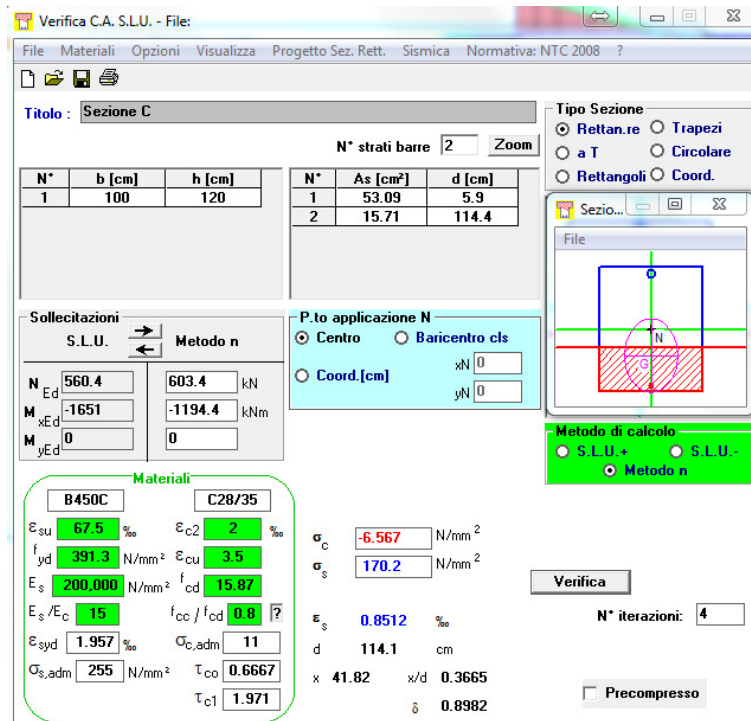 Verifica C.A. S.L.U. - File:
File Materiali Opzioni Visualizza Progetto Sez. Rett. Sismica Normativa: NTC 2008 ?
Titolo : Sezione C
N° strati barre 2 Zoom
N° b [cm] h [cm]
1 100 120
N° As [cm²] d [cm]
1 53.09 5.9
2 15.71 114.4
Tipo Sezione
Rettan.re Trapezi
a T Circolare
Rettangoli Coord.
Sezio...
File
N
G
Sollecitazioni
S.L.U. Metodo n
N Ed 560.4 603.4 kN
M xEd -1651 -1194.4 kNm
M yEd 0 0
P.to applicazione N
Centro Baricentro cls
Coord.[cm] xN 0
yN 0
Metodo di calcolo
S.L.U.+ S.L.U.-
Metodo n
Materiali
B450C C28/35
εsu 67.5 ‰ εc2 2 ‰
fyd 391.3 N/mm² εcu 3.5
Es 200,000 N/mm² fcd 15.87
Es/Ec 15 fcc / fcd 0.8 ?
εsyd 1.957 ‰ σc,adm 11
σs,adm 255 N/mm² τco 0.6667
τc1 1.971
σc -6.567 N/mm²
σs 170.2 N/mm²
εs 0.8512 ‰
d 114.1 cm
x 41.82 x/d 0.3665
δ 0.8982
Verifica
N° iterazioni: 4
Precompresso